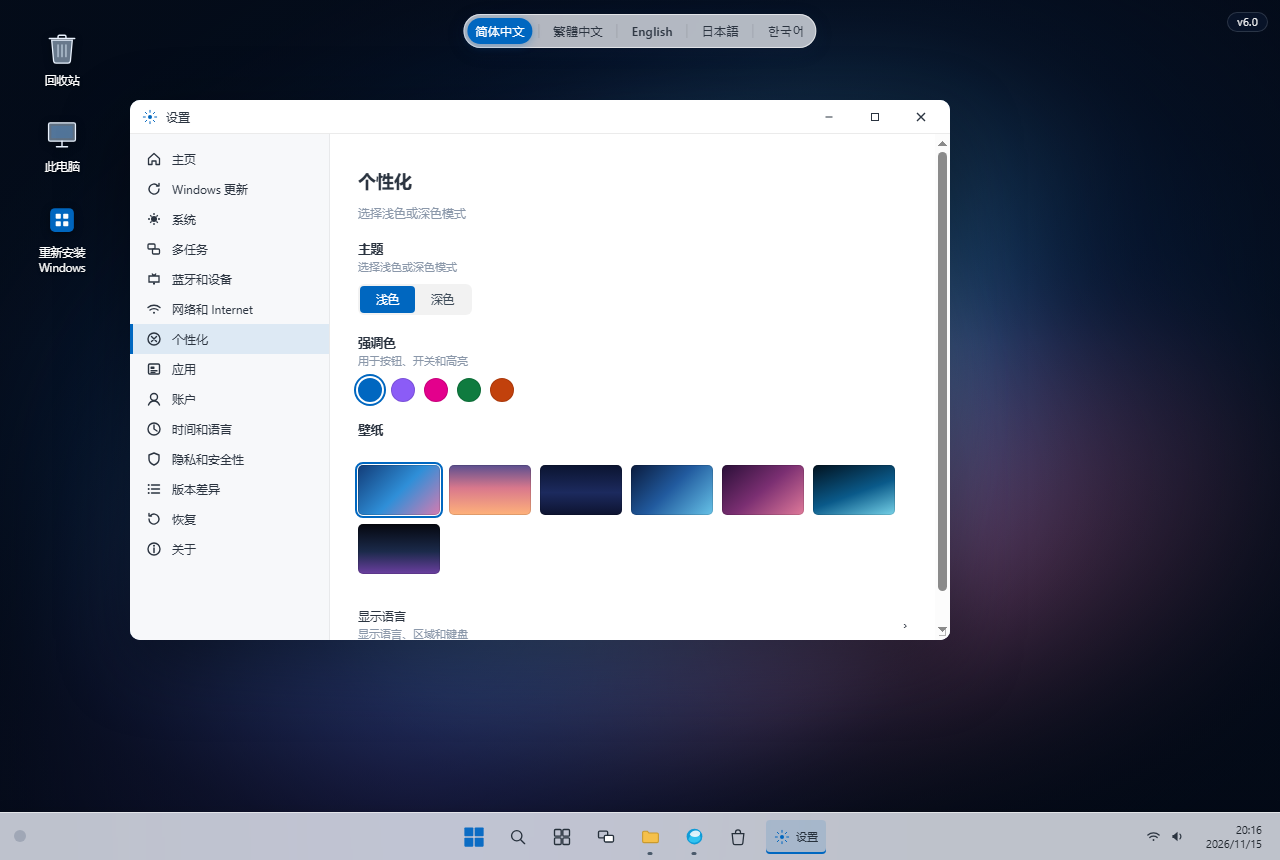 简体中文
繁體中文
English
日本語
한국어
v6.0
回收站
此电脑
重新安装
Windows
设置
主页
Windows 更新
系统
多任务
蓝牙和设备
网络和 Internet
个性化
应用
账户
时间和语言
隐私和安全性
版本差异
恢复
关于
个性化
选择浅色或深色模式
主题
选择浅色或深色模式
浅色
深色
强调色
用于按钮、开关和高亮
壁纸
显示语言
显示语言、区域和键盘
设置
20:16
2026/11/15